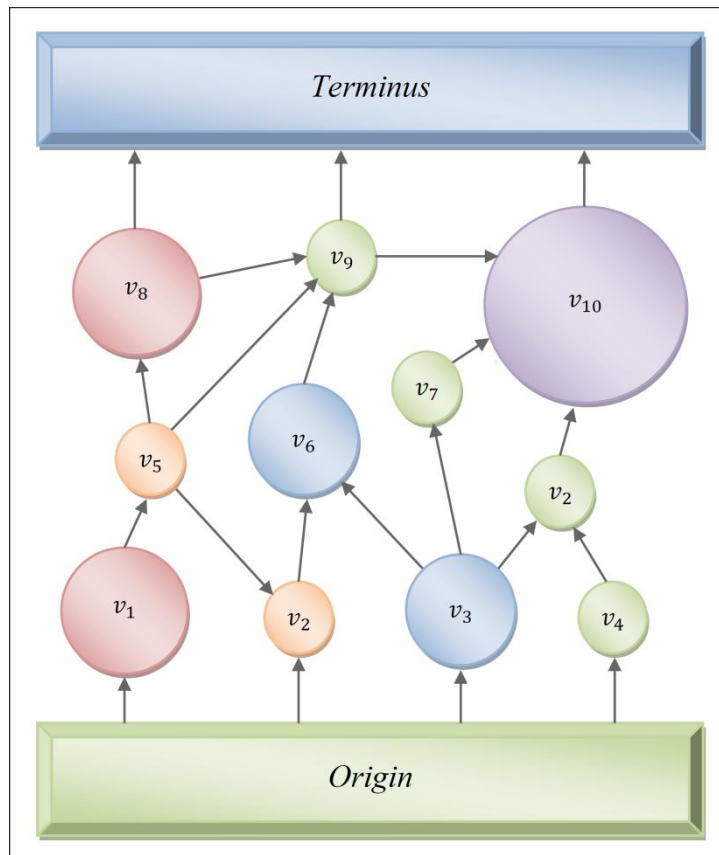 Terminus
v₈
v₉
v₁₀
v₇
v₆
v₅
v₂
v₁
v₂
v₃
v₄
Origin